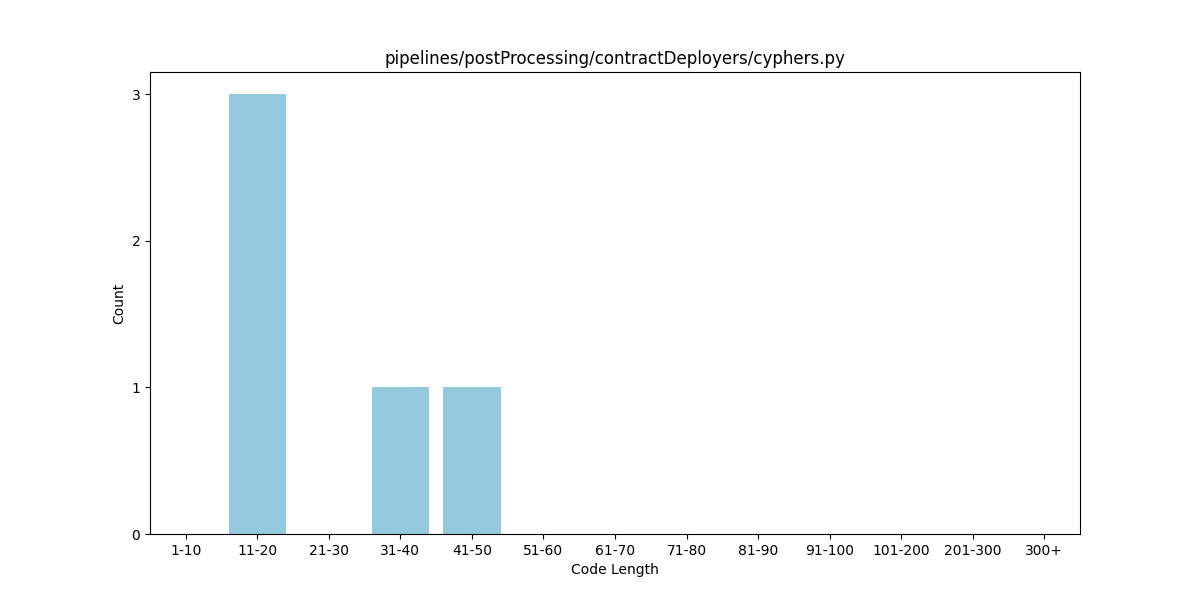 pipelines/postProcessing/contractDeployers/cyphers.py
3
2
1
0
Count
1-10 11-20 21-30 31-40 41-50 51-60 61-70 71-80 81-90 91-100 101-200 201-300 300+
Code Length